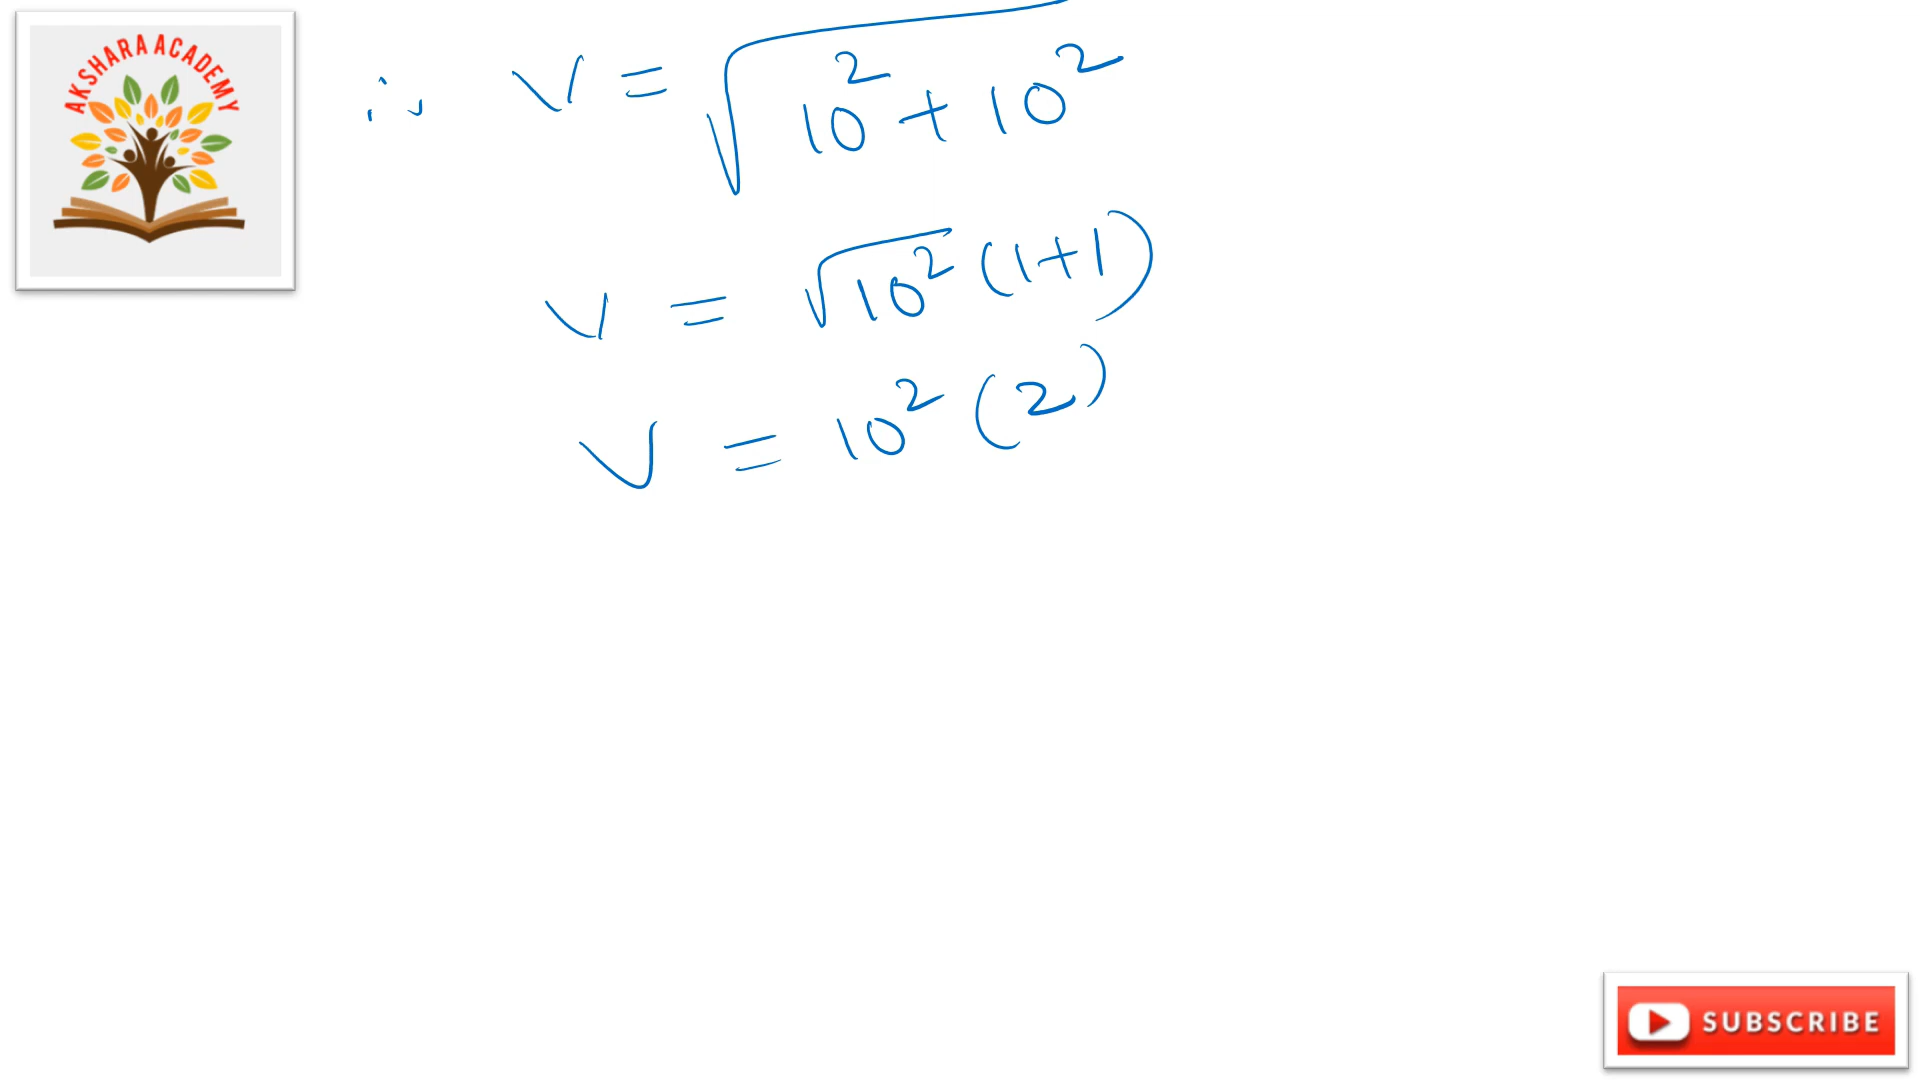 AKSHARA ACADEMY
∴ V = √10² + 10²
V = √10² (1+1)
V = 10² (2)
SUBSCRIBE